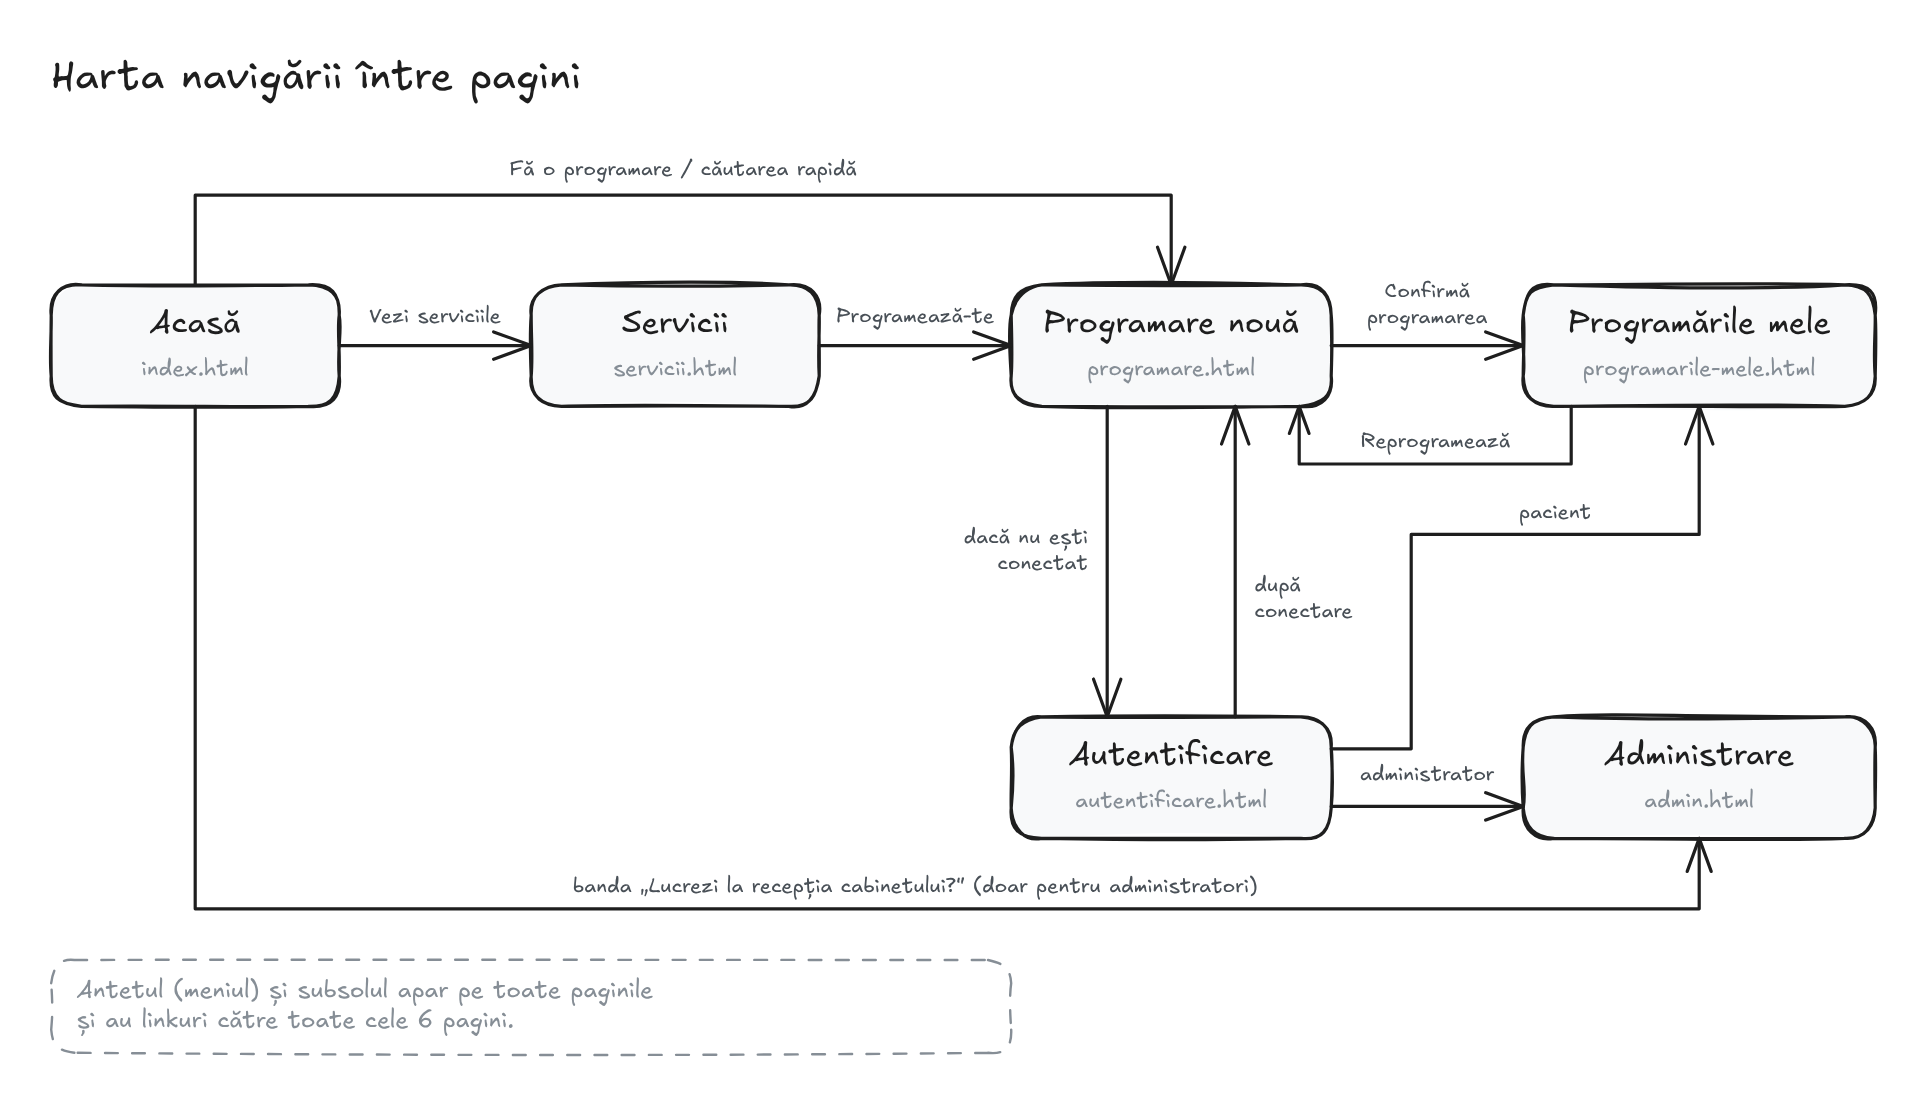 Harta navigării între pagini
Fă o programare / căutarea rapidă
Acasă
index.html
Vezi serviciile
Servicii
servicii.html
Programează-te
Programare nouă
programare.html
Confirmă
programarea
Programările mele
programarile-mele.html
Reprogramează
pacient
dacă nu ești
conectat
după
conectare
Autentificare
autentificare.html
administrator
Administrare
admin.html
banda „Lucrezi la recepția cabinetului?" (doar pentru administratori)
Antetul (meniul) și subsolul apar pe toate paginile
și au linkuri către toate cele 6 pagini.